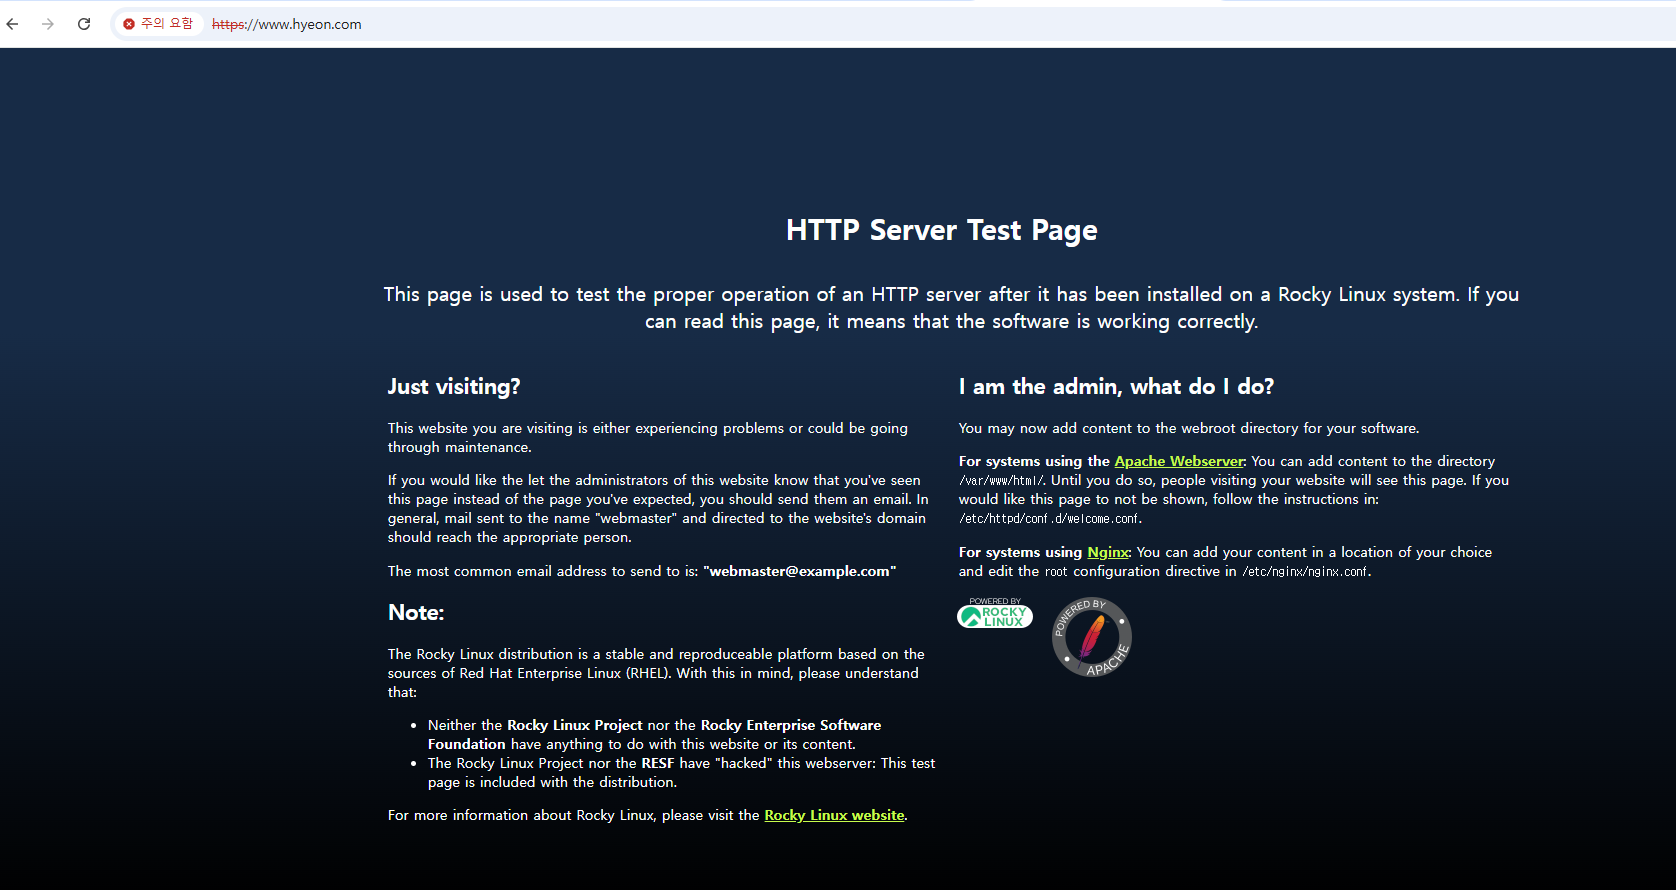 주의 요함 https://www.hyeon.com
HTTP Server Test Page
This page is used to test the proper operation of an HTTP server after it has been installed on a Rocky Linux system. If you
can read this page, it means that the software is working correctly.
Just visiting?
This website you are visiting is either experiencing problems or could be going
through maintenance.
If you would like the let the administrators of this website know that you've seen
this page instead of the page you've expected, you should send them an email. In
general, mail sent to the name "webmaster" and directed to the website's domain
should reach the appropriate person.
The most common email address to send to is: "webmaster@example.com"
Note:
The Rocky Linux distribution is a stable and reproduceable platform based on the
sources of Red Hat Enterprise Linux (RHEL). With this in mind, please understand
that:
• Neither the Rocky Linux Project nor the Rocky Enterprise Software
Foundation have anything to do with this website or its content.
• The Rocky Linux Project nor the RESF have "hacked" this webserver: This test
page is included with the distribution.
For more information about Rocky Linux, please visit the Rocky Linux website.
I am the admin, what do I do?
You may now add content to the webroot directory for your software.
For systems using the Apache Webserver: You can add content to the directory
/var/www/html/. Until you do so, people visiting your website will see this page. If you
would like this page to not be shown, follow the instructions in:
/etc/httpd/conf.d/welcome.conf.
For systems using Nginx: You can add your content in a location of your choice
and edit the root configuration directive in /etc/nginx/nginx.conf.
POWERED BY
ROCKY
LINUX
POWERED BY
APACHE